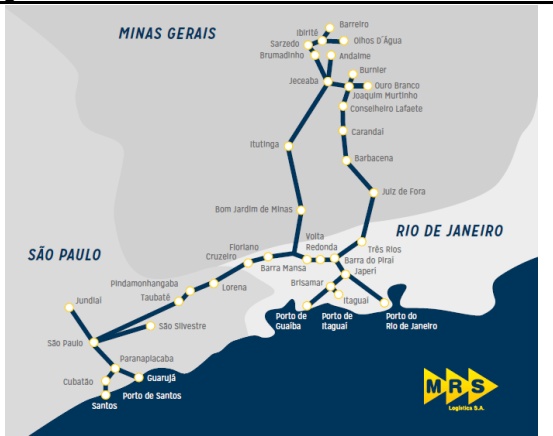 MINAS GERAIS
Barreiro
Ibirité
Olhos D´Água
Sarzedo
Brumadinho
Andaime
Burnier
Jeceaba
Ouro Branco
Joaquim Murtinho
Conselheiro Lafaete
Carandaí
Itutinga
Barbacena
Juiz de Fora
Bom Jardim de Minas
RIO DE JANEIRO
Volta
Redonda
Três Rios
Floriano
Cruzeiro
Barra Mansa
Barra do Piraí
SÃO PAULO
Japeri
Pindamonhangaba
Lorena
Brisamar
Taubaté
Itaguaí
Jundiaí
Porto de
Guaíba
Porto de
Itaguaí
Porto do
Rio de Janeiro
São Silvestre
São Paulo
Paranapiacaba
Cubatão
Guarujá
Santos
Porto de Santos
MRS
Logística S.A.